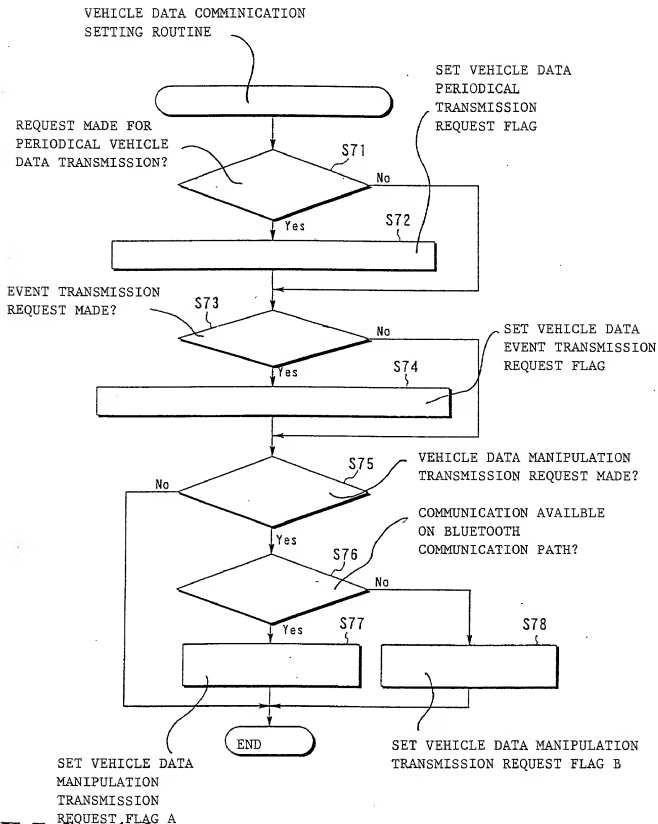 VEHICLE DATA COMMINICATION
SETTING ROUTINE
SET VEHICLE DATA
PERIODICAL
TRANSMISSION
REQUEST FLAG
REQUEST MADE FOR
PERIODICAL VEHICLE
DATA TRANSMISSION?
S71
No
Yes
S72
EVENT TRANSMISSION
REQUEST MADE?
S73
No
Yes
SET VEHICLE DATA
EVENT TRANSMISSION
REQUEST FLAG
S74
VEHICLE DATA MANIPULATION
TRANSMISSION REQUEST MADE?
S75
No
Yes
COMMUNICATION AVAILBLE
ON BLUETOOTH
COMMUNICATION PATH?
S76
No
Yes
S77
S78
END
SET VEHICLE DATA MANIPULATION
TRANSMISSION REQUEST FLAG B
SET VEHICLE DATA
MANIPULATION
TRANSMISSION
REQUEST FLAG A